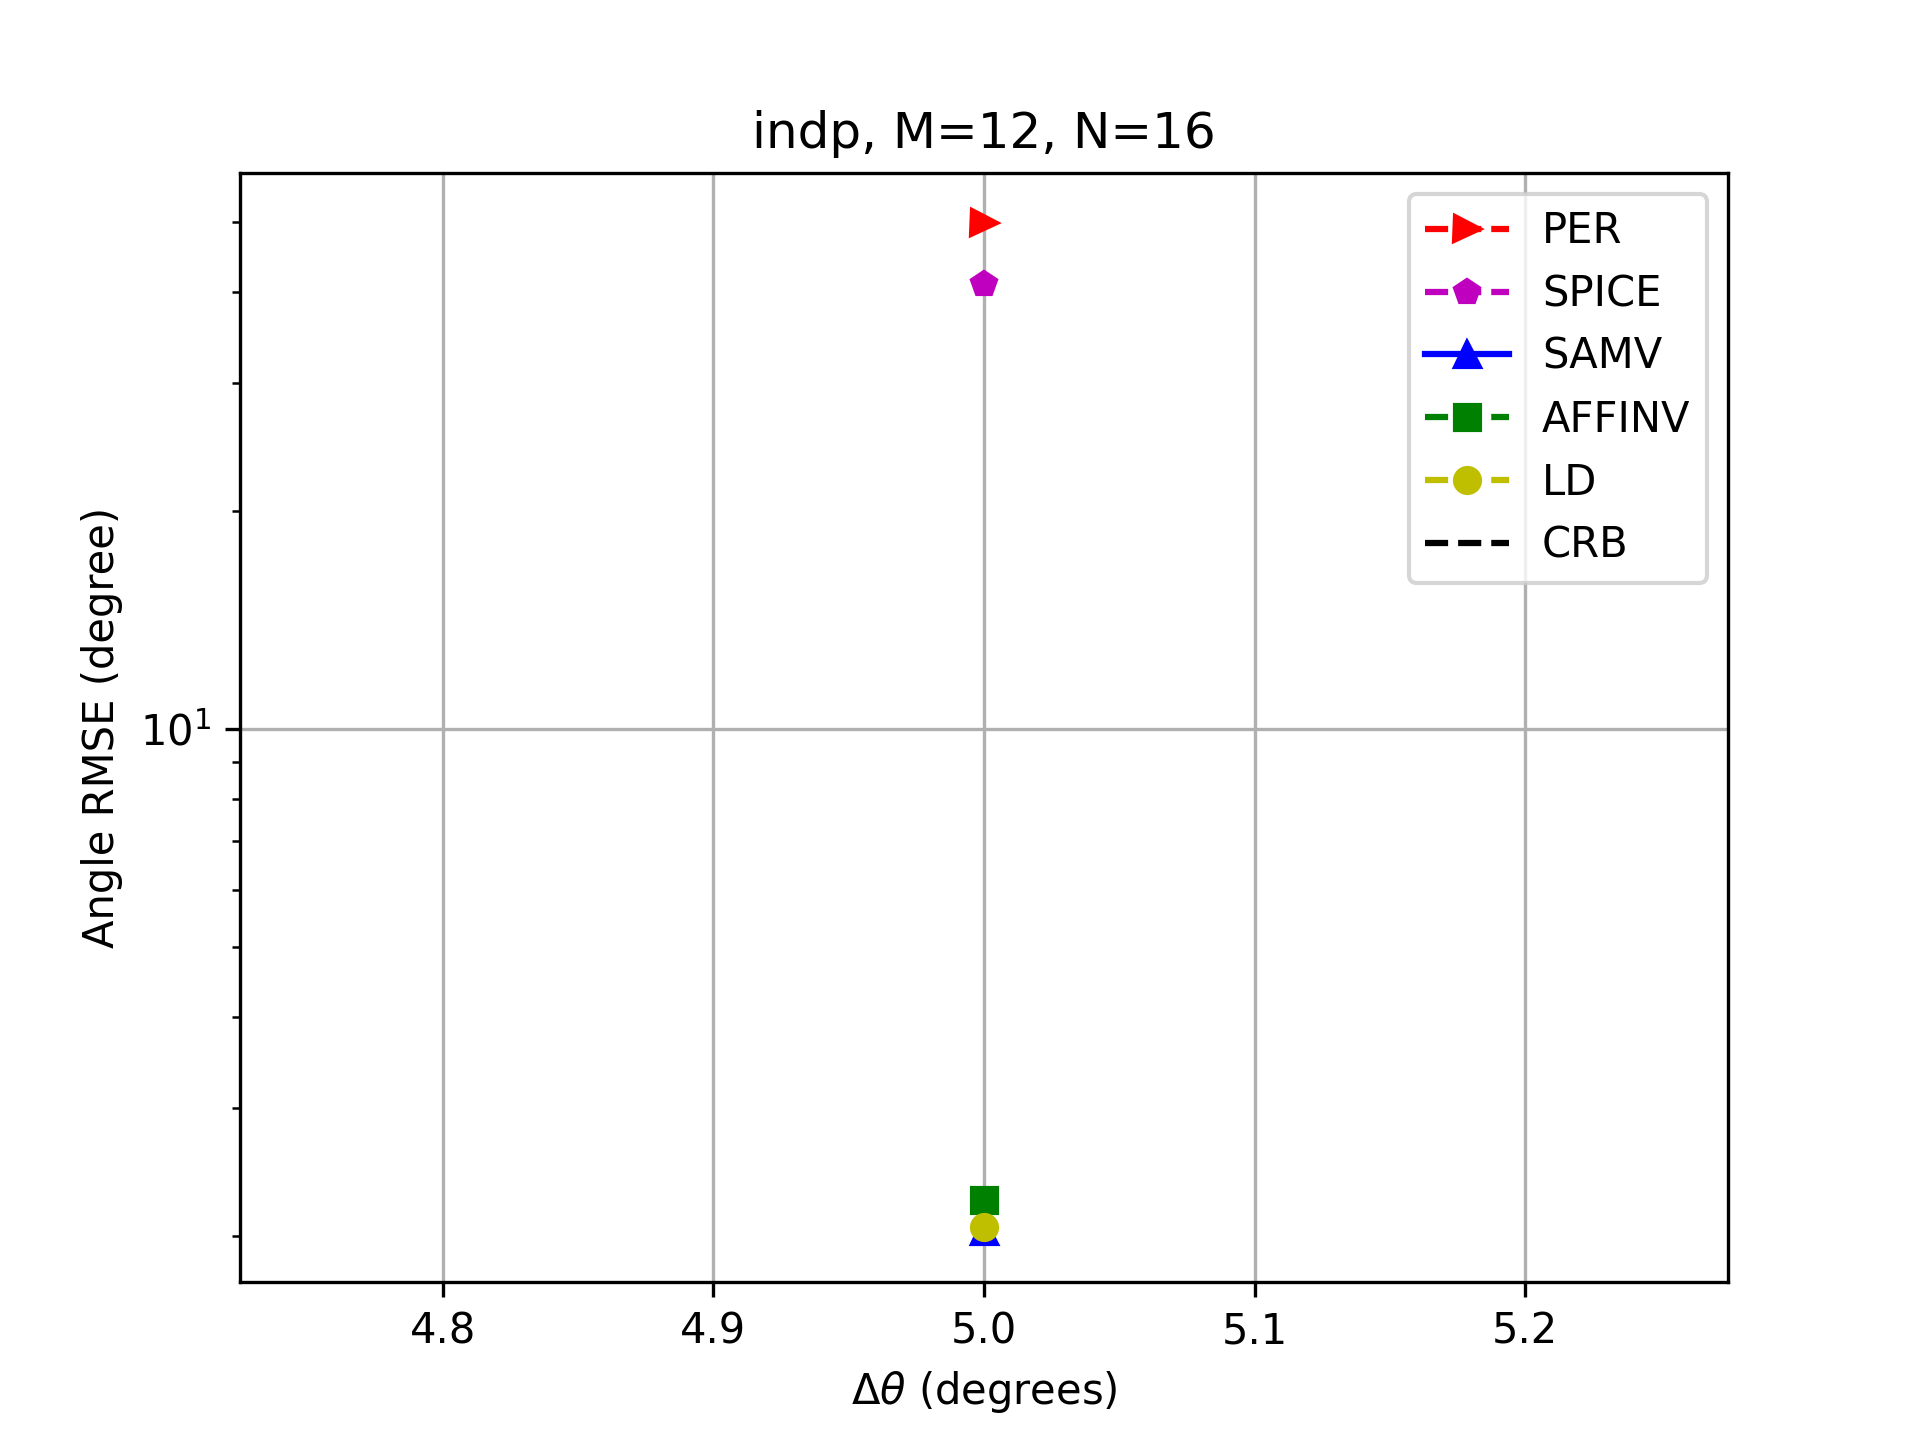 indp, M=12, N=16
PER
SPICE
SAMV
AFFINV
LD
CRB
Angle RMSE (degree)
10¹
4.8 4.9 5.0 5.1 5.2
Δθ (degrees)